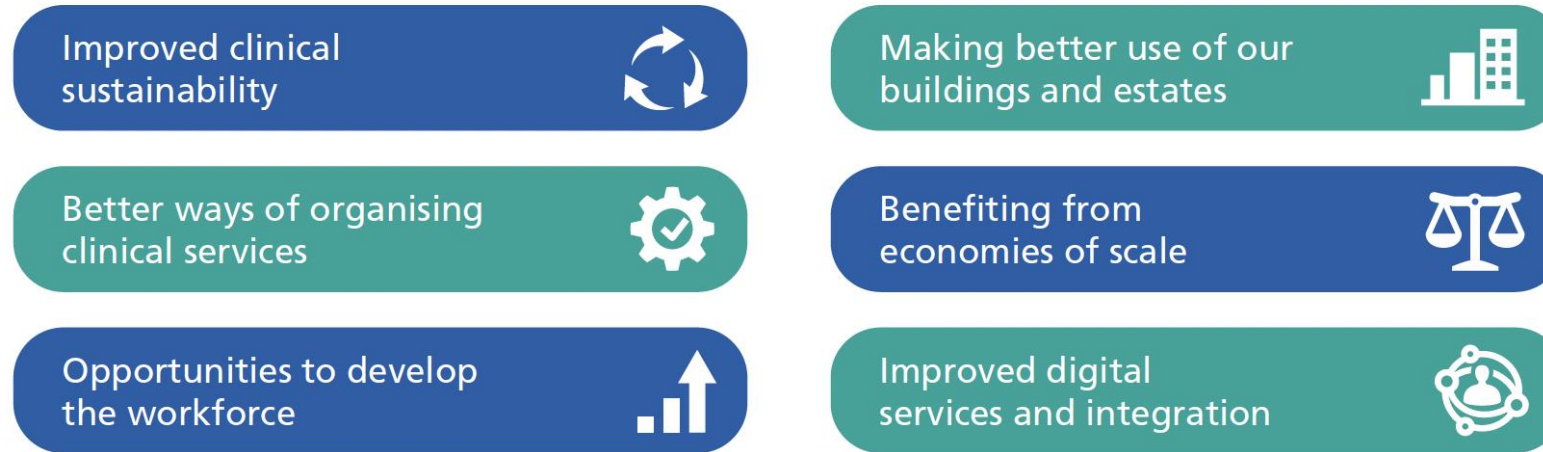 Improved clinical
sustainability
Better ways of organising
clinical services
Opportunities to develop
the workforce
Making better use of our
buildings and estates
Benefiting from
economies of scale
Improved digital
services and integration